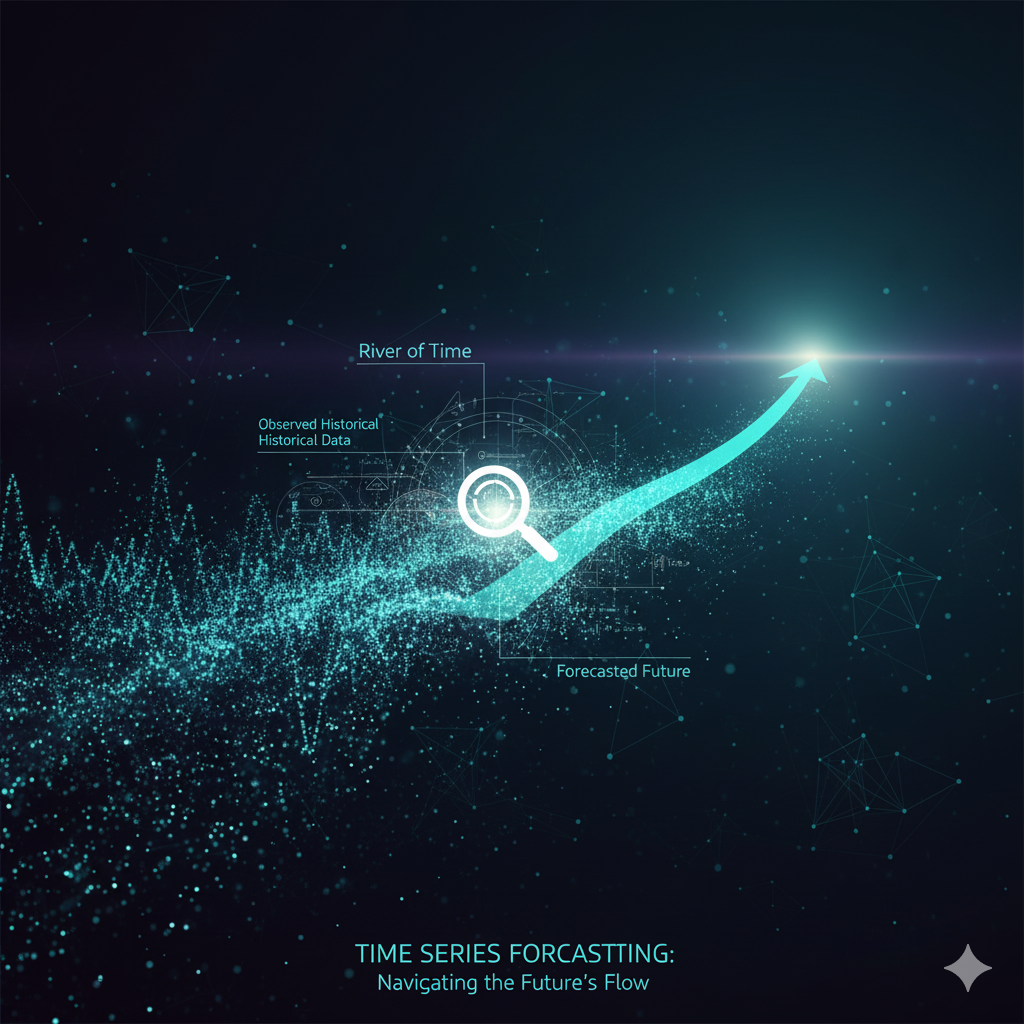 River of Time
Observed Historical
Historical Data
Forecasted Future
TIME SERIES FORCASTTING:
Navigating the Future's Flow